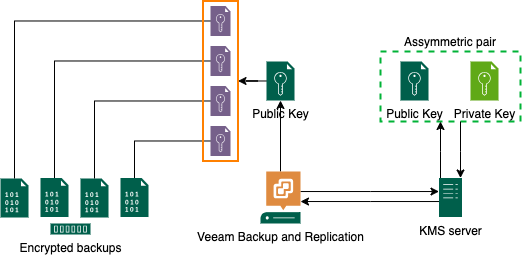 Assymmetric pair
Public Key
Public Key
Private Key
101
010
101
101
010
101
101
010
101
101
010
101
Encrypted backups
Veeam Backup and Replication
KMS server